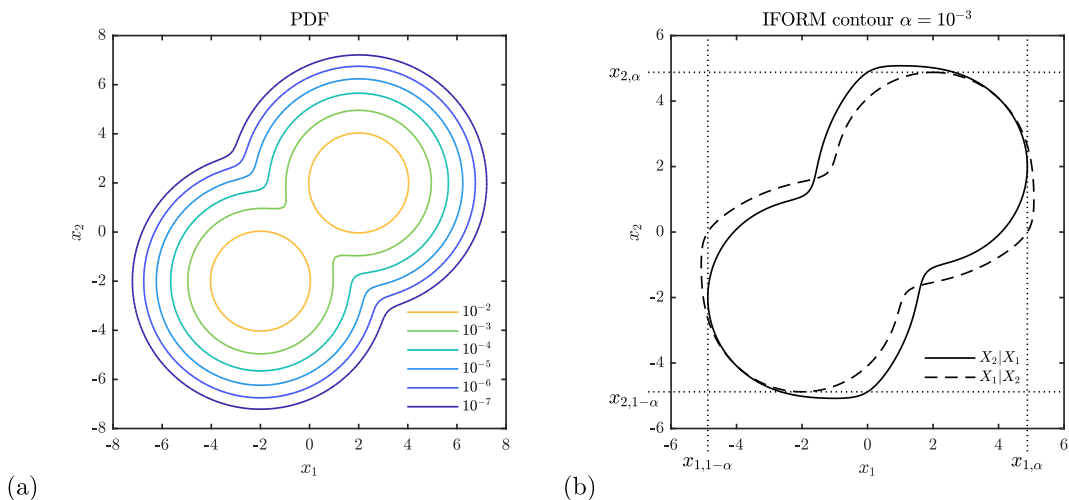 PDF
8
6
4
2
0
-2
-4
-6
-8
x₂
-8 -6 -4 -2 0 2 4 6 8
x₁
10⁻²
10⁻³
10⁻⁴
10⁻⁵
10⁻⁶
10⁻⁷
(a)
IFORM contour α = 10⁻³
6
x₂,α
4
2
0
-2
-4
x₂,₁₋α
-6
x₂
-6 -4 -2 0 2 4 6
x₁,₁₋α x₁ x₁,α
X₂|X₁
X₁|X₂
(b)